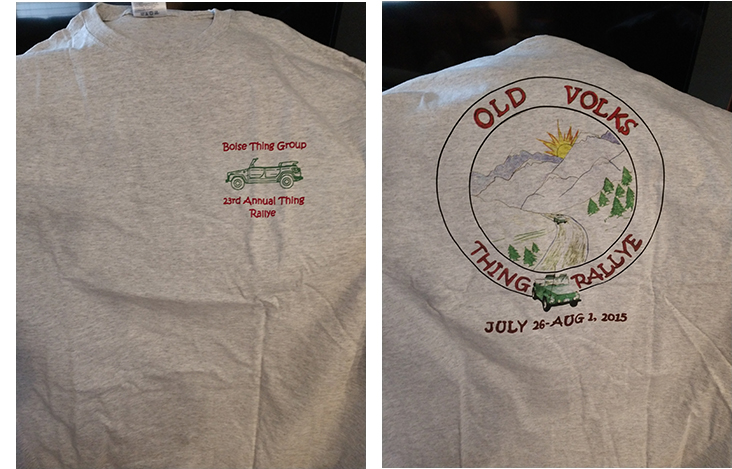 Boise Thing Group
23rd Annual Thing
Rallye
OLD VOLKS
THING RALLYE
JULY 26-AUG 1, 2015